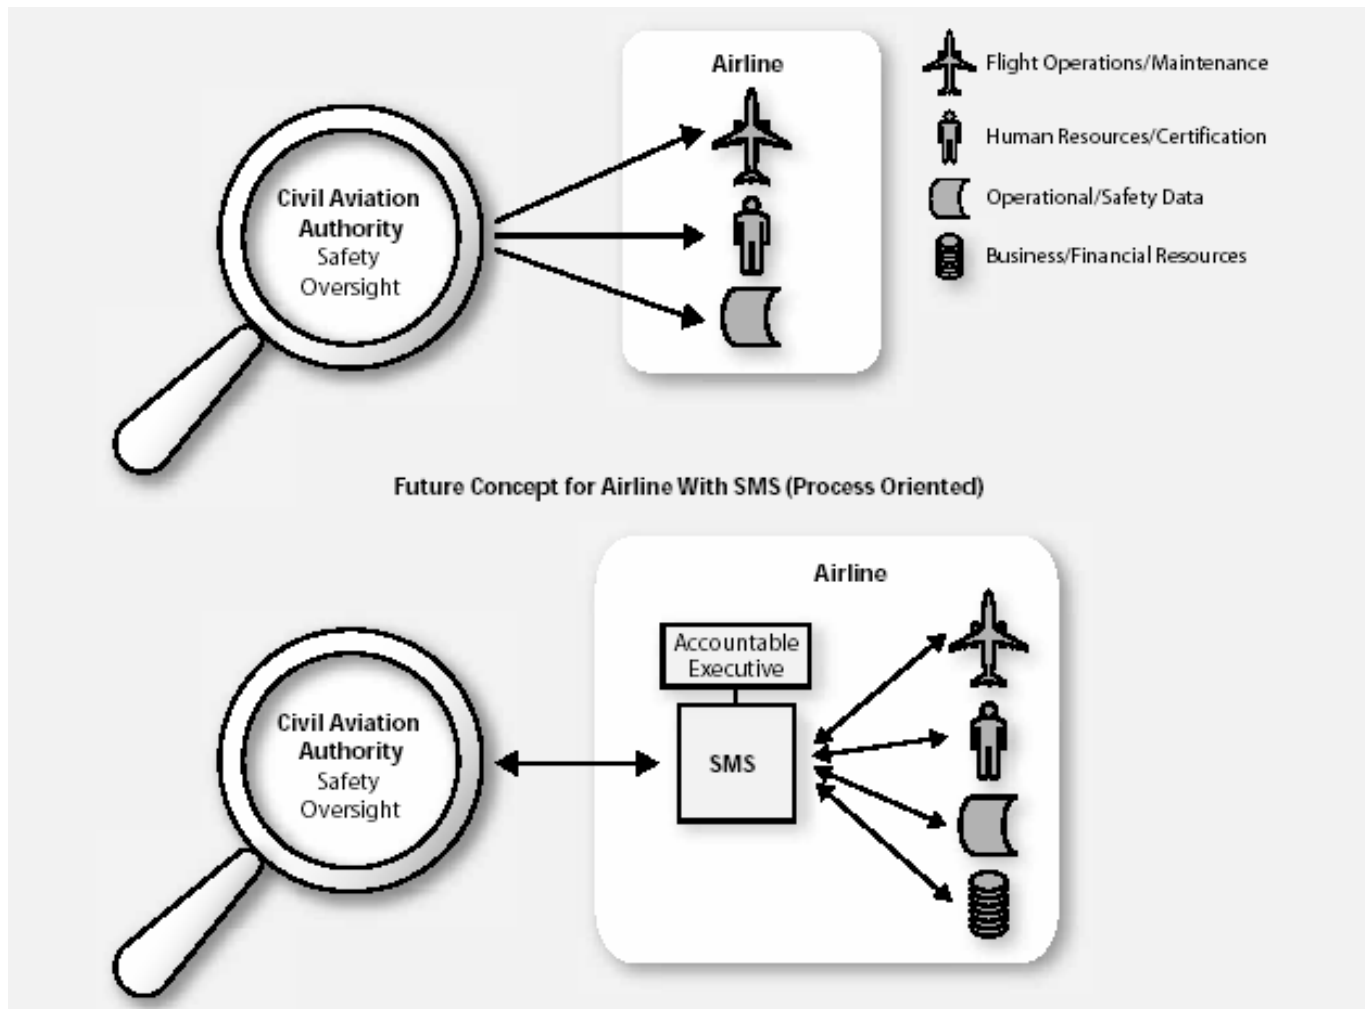 Airline
Flight Operations/Maintenance
Human Resources/Certification
Operational/Safety Data
Business/Financial Resources
Civil Aviation
Authority
Safety
Oversight
Future Concept for Airline With SMS (Process Oriented)
Airline
Accountable
Executive
SMS
Civil Aviation
Authority
Safety
Oversight